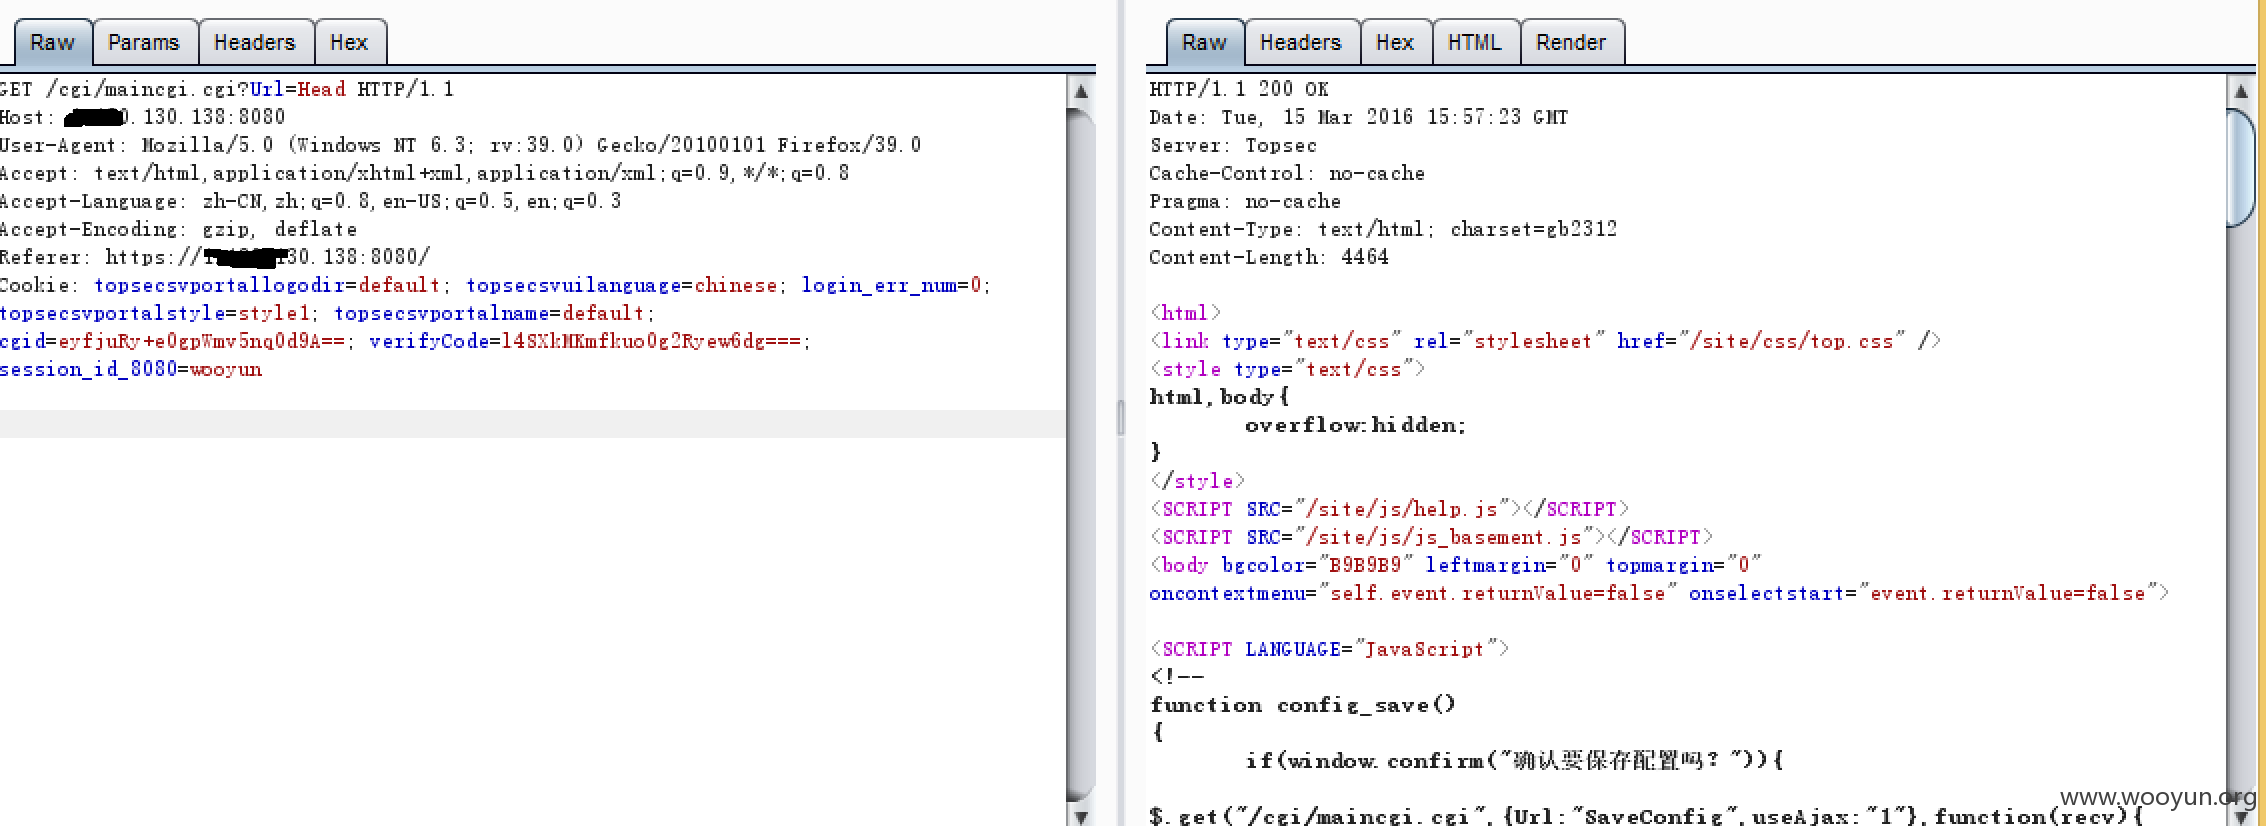 Raw Params Headers Hex
GET /cgi/maincgi.cgi?Url=Head HTTP/1.1
Host: 0.130.138:8080
User-Agent: Mozilla/5.0 (Windows NT 6.3; rv:39.0) Gecko/20100101 Firefox/39.0
Accept: text/html,application/xhtml+xml,application/xml;q=0.9,*/*;q=0.8
Accept-Language: zh-CN,zh;q=0.8,en-US;q=0.5,en;q=0.3
Accept-Encoding: gzip, deflate
Referer: https://130.138:8080/
Cookie: topsecsvportallogodir=default; topsecsvuilanguage=chinese; login_err_num=0;
topsecsvportalstyle=style1; topsecsvportalname=default;
cgid=eyfjuRy+e0gpWmv5nq0d9A==; verifyCode=l4SXkMKmfkuo0g2Ryew6dg===;
session_id_8080=wooyun
Raw Headers Hex HTML Render
HTTP/1.1 200 OK
Date: Tue, 15 Mar 2016 15:57:23 GMT
Server: Topsec
Cache-Control: no-cache
Pragma: no-cache
Content-Type: text/html; charset=gb2312
Content-Length: 4464
<html>
<link type="text/css" rel="stylesheet" href="/site/css/top.css" />
<style type="text/css">
html,body{
overflow:hidden;
}
</style>
<SCRIPT SRC="/site/js/help.js"></SCRIPT>
<SCRIPT SRC="/site/js/js_basement.js"></SCRIPT>
<body bgcolor="B9B9B9" leftmargin="0" topmargin="0"
oncontextmenu="self.event.returnValue=false" onselectstart="event.returnValue=false">
<SCRIPT LANGUAGE="JavaScript">
<!--
function config_save()
{
if(window.confirm("确认要保存配置吗？")){
$.get("/cgi/maincgi.cgi",{Url:"SaveConfig",useAjax:"1"},function(recv){
www.wooyun.org